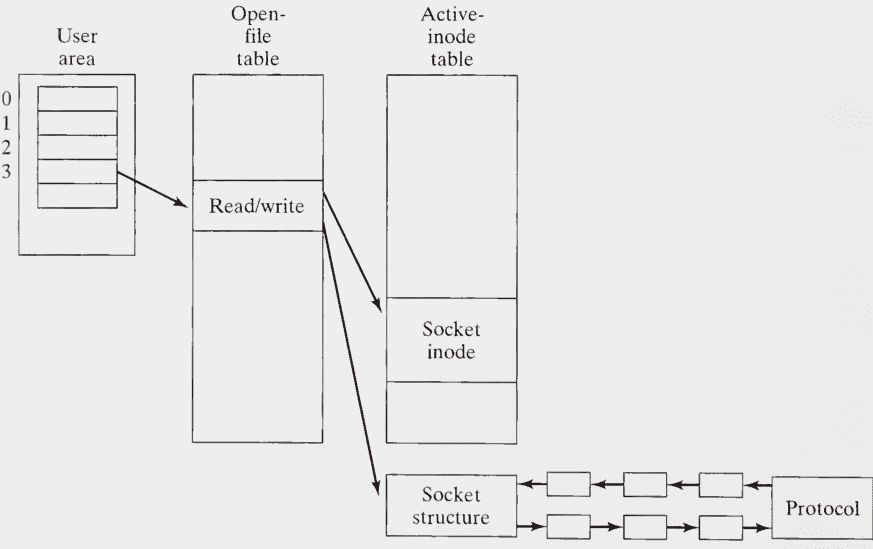 User
area
Open-
file
table
Active-
inode
table
0
1
2
3
Read/write
Socket
inode
Socket
structure
Protocol